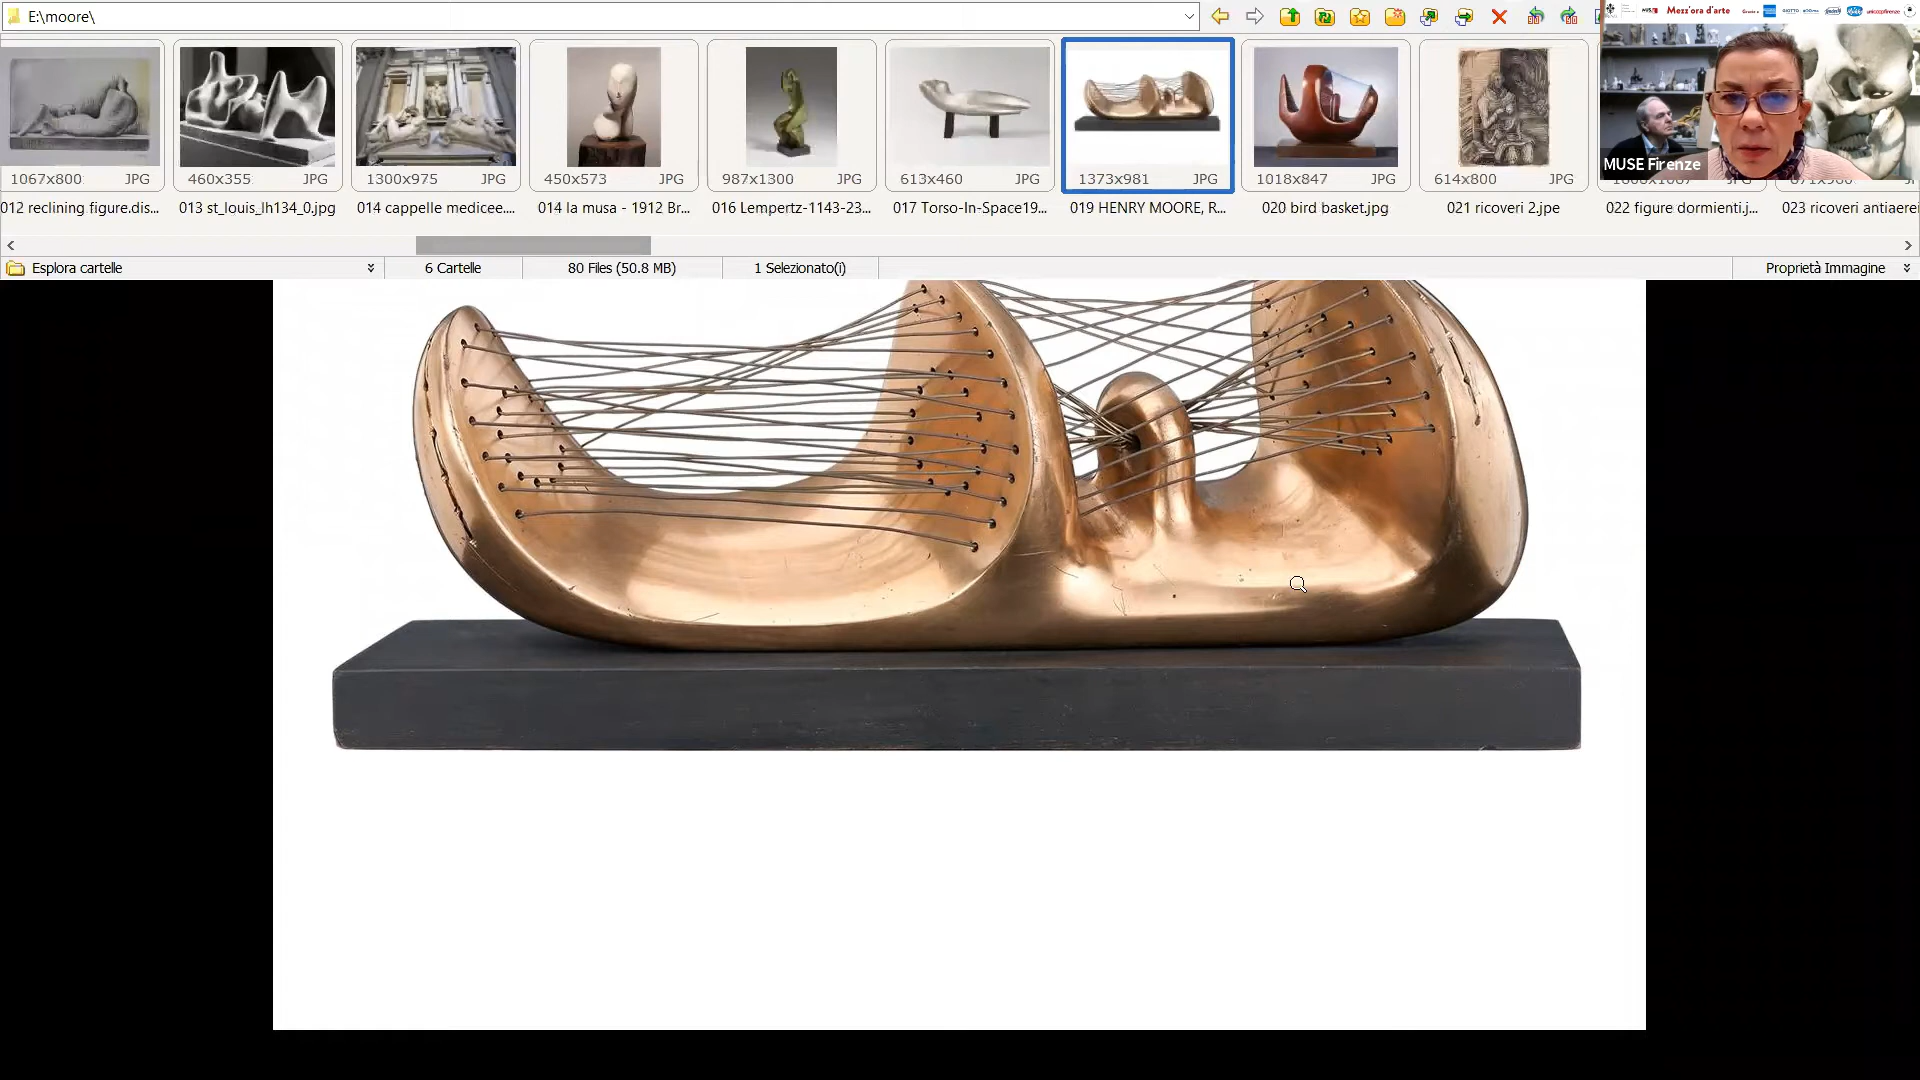 E:\moore\
Mezz'ora d'arte
1067x800 JPG
460x355 JPG
1300x975 JPG
450x573 JPG
987x1300 JPG
613x460 JPG
1373x981 JPG
1018x847 JPG
614x800 JPG
MUSE Firenze
012 reclining figure.dis...
013 st_louis_lh134_0.jpg
014 cappelle medicee....
014 la musa - 1912 Br...
016 Lempertz-1143-23...
017 Torso-In-Space19...
019 HENRY MOORE, R...
020 bird basket.jpg
021 ricoveri 2.jpe
022 figure dormienti.j...
023 ricoveri antiaerei
Esplora cartelle
6 Cartelle
80 Files (50.8 MB)
1 Selezionato(i)
Proprietà Immagine